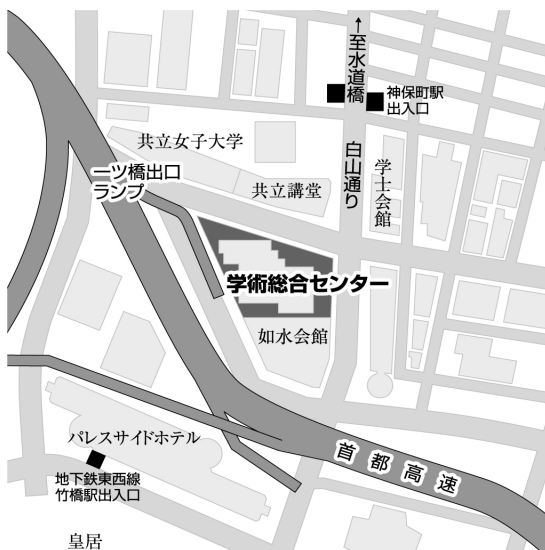 ↑至水道橋
神保町駅
出入口
共立女子大学
一ツ橋出口
ランプ
共立講堂
白山通り
学士会館
学術総合センター
如水会館
パレスサイドホテル
首都高速
地下鉄東西線
竹橋駅出入口
皇居